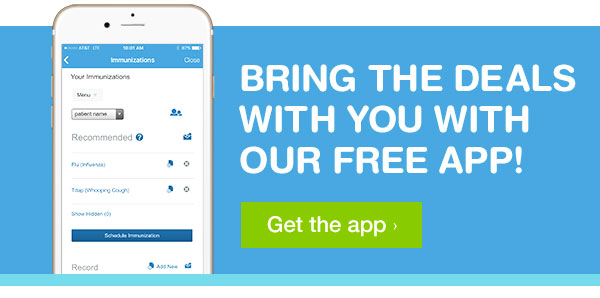 AT&T LTE 10:01 AM 87%
Immunizations Close
Your Immunizations
Menu
patient name
Recommended ?
Flu (Influenza)
Tdap (Whooping Cough)
Show Hidden (0)
Schedule Immunization
Record Add New
BRING THE DEALS
WITH YOU WITH
OUR FREE APP!
Get the app ›